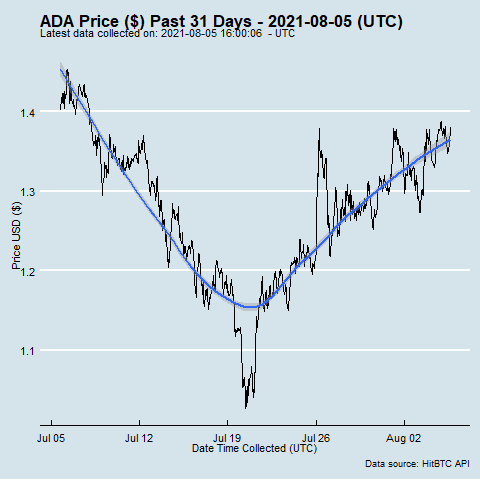 ADA Price ($) Past 31 Days - 2021-08-05 (UTC)
Latest data collected on: 2021-08-05 16:00:06 - UTC
Price USD ($)
1.4
1.3
1.2
1.1
Jul 05
Jul 12
Jul 19
Jul 26
Aug 02
Date Time Collected (UTC)
Data source: HitBTC API